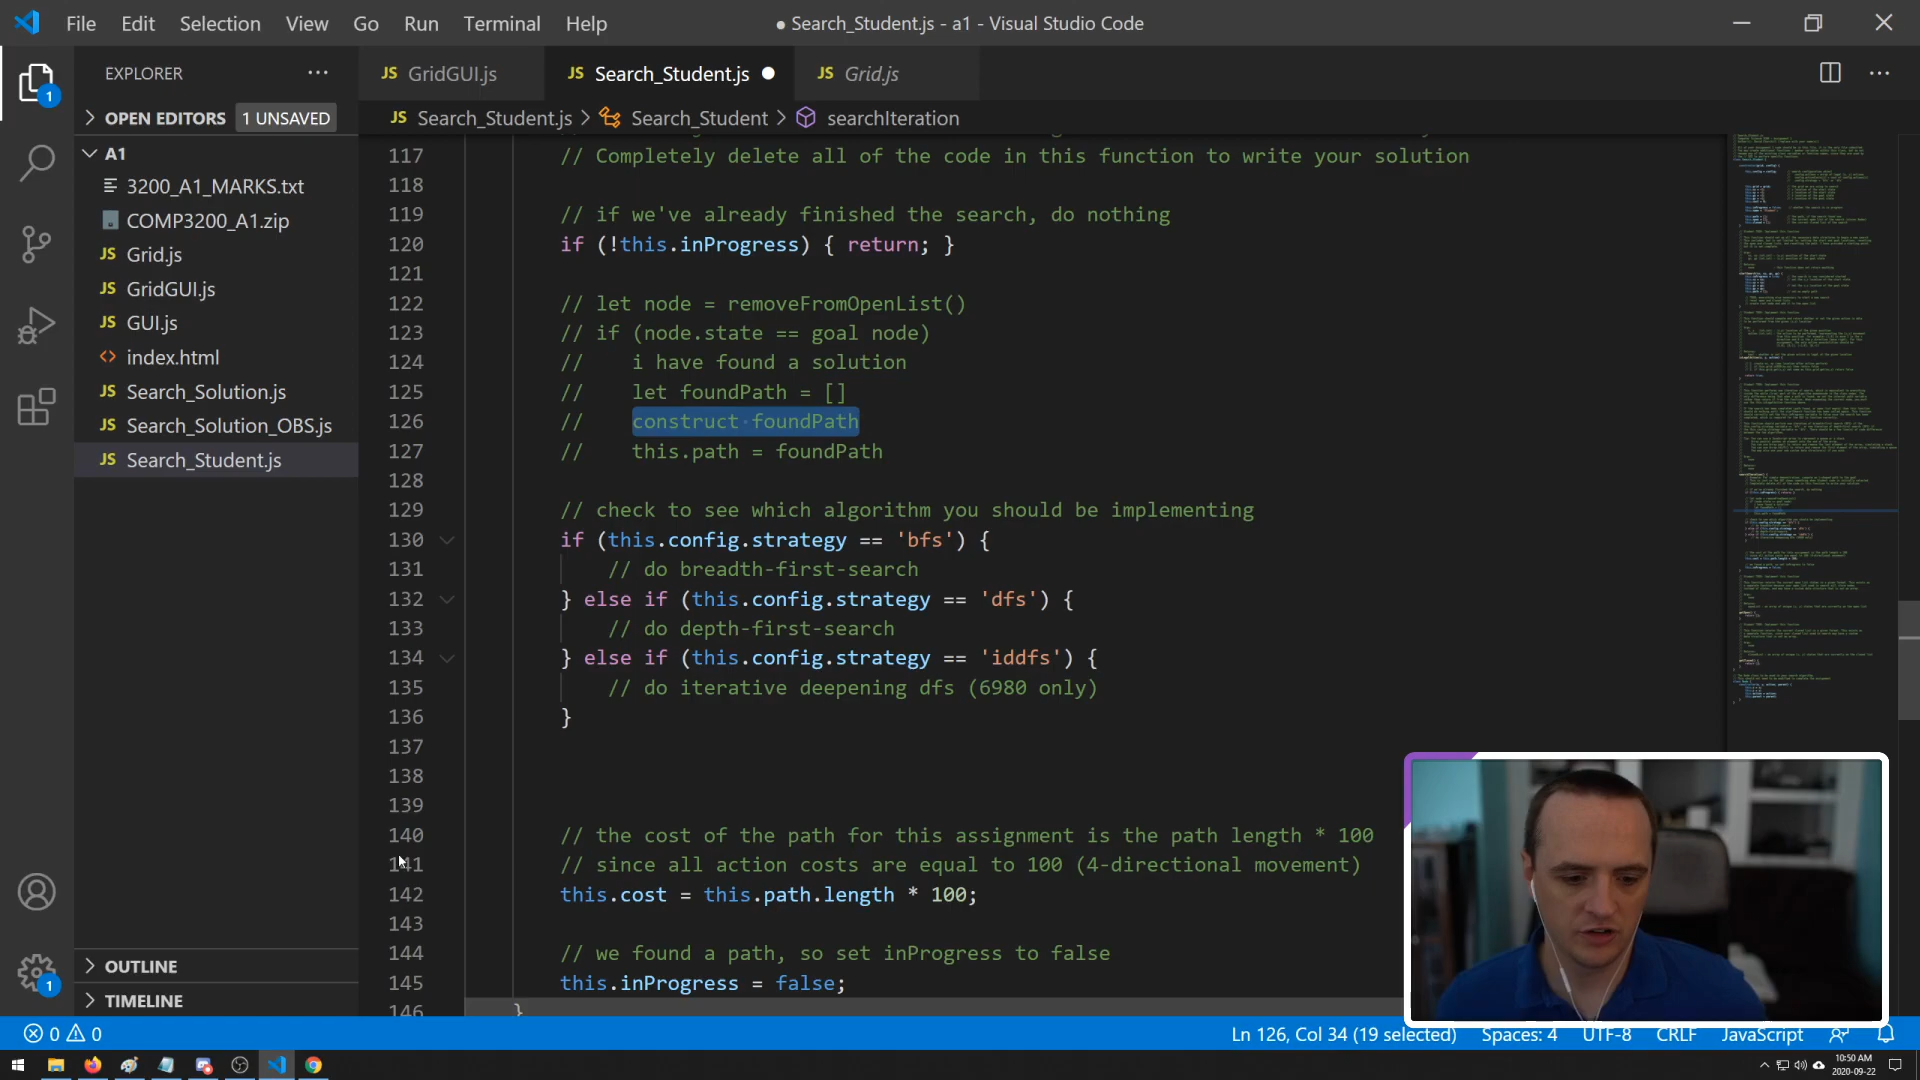 File Edit Selection View Go Run Terminal Help
● Search_Student.js - a1 - Visual Studio Code
EXPLORER
JS GridGUI.js
JS Search_Student.js
JS Grid.js
OPEN EDITORS 1 UNSAVED
JS Search_Student.js > Search_Student > searchIteration
A1
3200_A1_MARKS.txt
COMP3200_A1.zip
JS Grid.js
JS GridGUI.js
JS GUI.js
index.html
JS Search_Solution.js
JS Search_Solution_OBS.js
JS Search_Student.js
OUTLINE
TIMELINE
117 // Completely delete all of the code in this function to write your solution
118
119 // if we've already finished the search, do nothing
120 if (!this.inProgress) { return; }
121
122 // let node = removeFromOpenList()
123 // if (node.state == goal node)
124 //    i have found a solution
125 //    let foundPath = []
126 //    construct foundPath
127 //    this.path = foundPath
128
129 // check to see which algorithm you should be implementing
130 if (this.config.strategy == 'bfs') {
131     // do breadth-first-search
132 } else if (this.config.strategy == 'dfs') {
133     // do depth-first-search
134 } else if (this.config.strategy == 'iddfs') {
135     // do iterative deepening dfs (6980 only)
136 }
137
138
139
140 // the cost of the path for this assignment is the path length * 100
141 // since all action costs are equal to 100 (4-directional movement)
142 this.cost = this.path.length * 100;
143
144 // we found a path, so set inProgress to false
145 this.inProgress = false;
146 }
1
1
0 0
Ln 126, Col 34 (19 selected) Spaces: 4 UTF-8 CRLF JavaScript
10:50 AM
2020-09-22